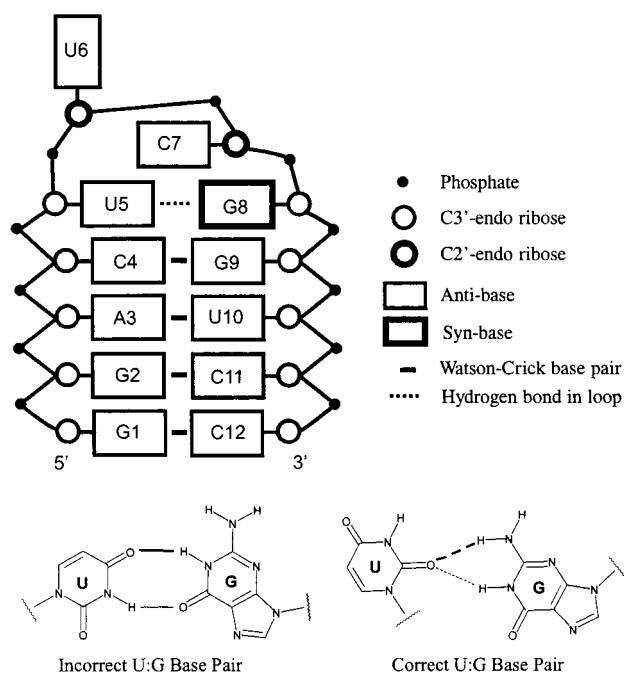 U6
C7
U5 G8
C4 G9
A3 U10
G2 C11
G1 C12
5' 3'
Phosphate
C3'-endo ribose
C2'-endo ribose
Anti-base
Syn-base
Watson-Crick base pair
Hydrogen bond in loop
H
N H
O H N N
U G
N N H O N
O N
Incorrect U:G Base Pair
O H
N H
U O H N
N H N N
G N
O N
Correct U:G Base Pair